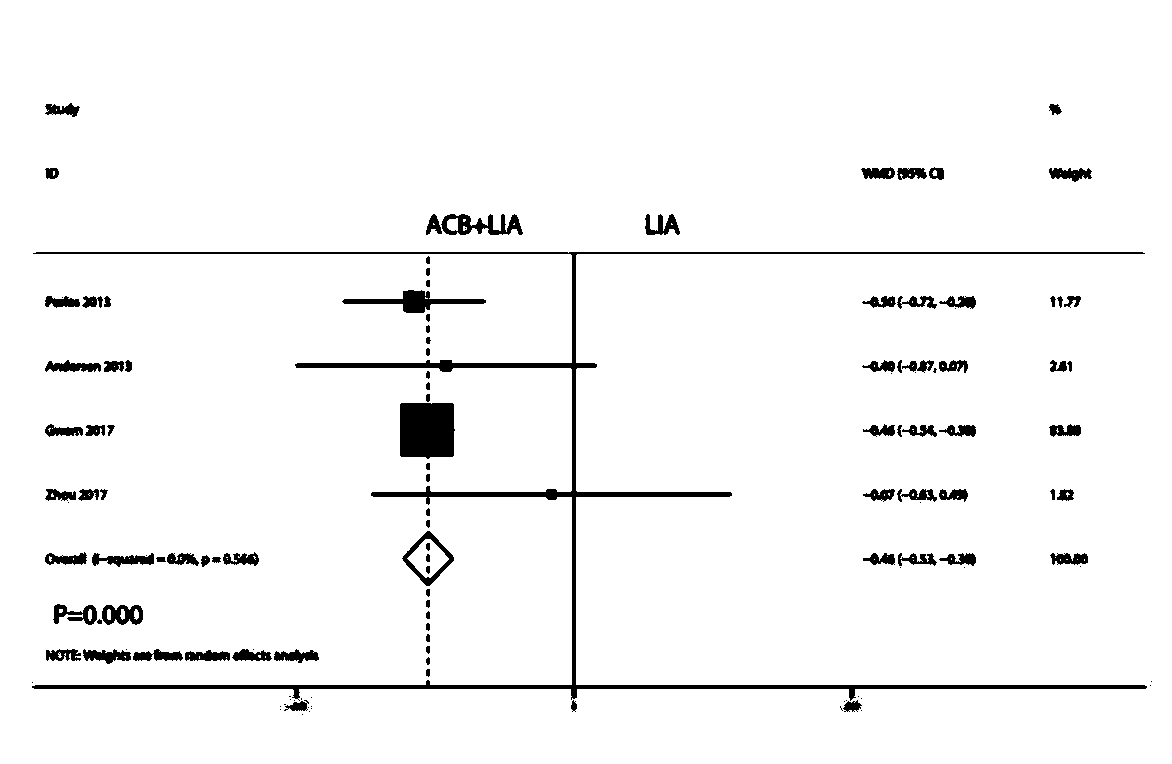 Study %
ID WMD (95% CI) Weight
ACB+LIA LIA
Perlas 2013 −0.50 (−0.72, −0.28) 11.77
Andersen 2013 −0.40 (−0.87, 0.07) 2.61
Gwam 2017 −0.46 (−0.54, −0.38) 83.80
Zhou 2017 −0.07 (−0.63, 0.49) 1.82
Overall (I−squared = 0.0%, p = 0.566) −0.46 (−0.53, −0.38) 100.00
P=0.000
NOTE: Weights are from random effects analysis
0